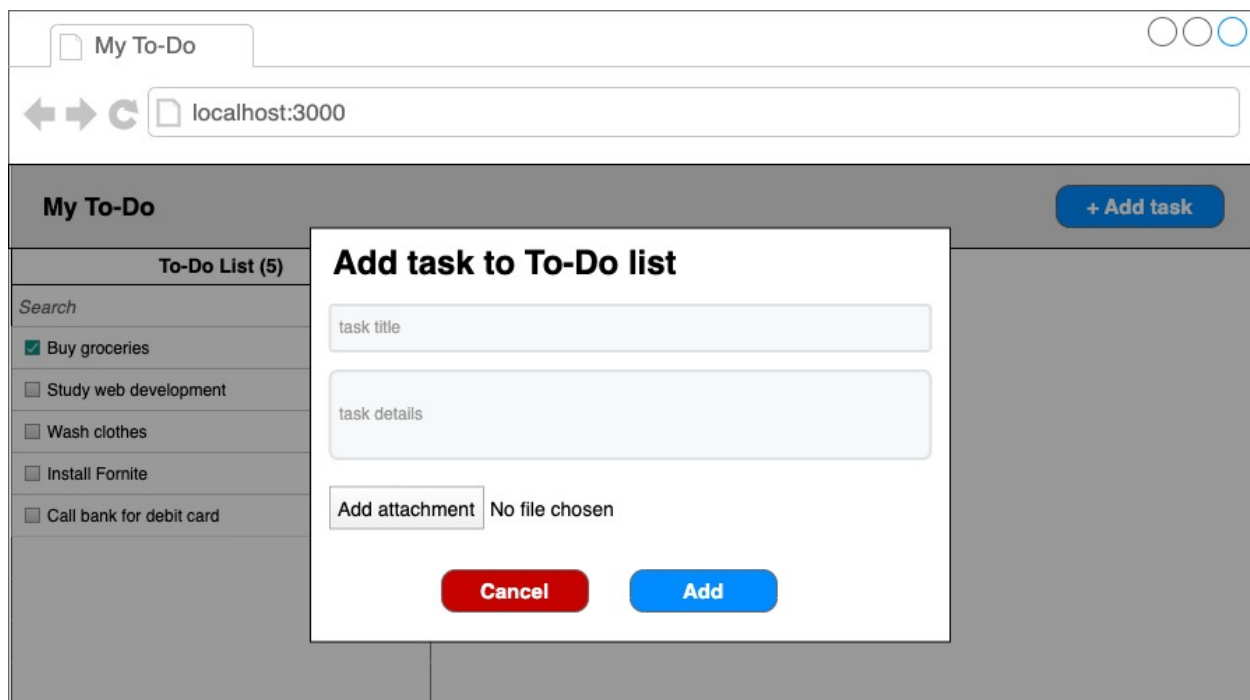 My To-Do
localhost:3000
My To-Do
+ Add task
To-Do List (5)
Search
Buy groceries
Study web development
Wash clothes
Install Fornite
Call bank for debit card
Add task to To-Do list
task title
task details
Add attachment No file chosen
Cancel Add